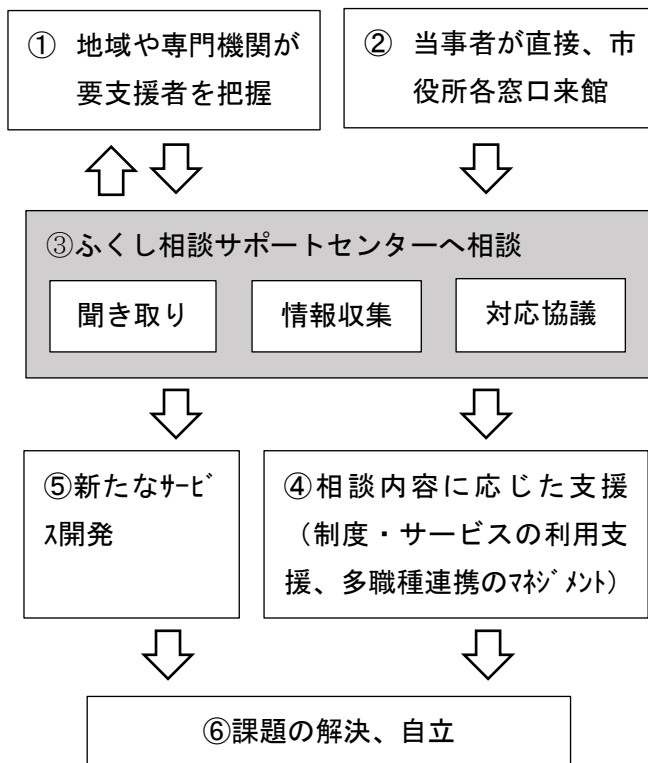 ① 地域や専門機関が
要支援者を把握
② 当事者が直接、市
役所各窓口来館
③ふくし相談サポートセンターへ相談
聞き取り
情報収集
対応協議
⑤新たなｻｰﾋﾞ
ｽ開発
④相談内容に応じた支援
（制度・サービスの利用支
援、多職種連携のﾏﾈｼﾞﾒﾝﾄ）
⑥課題の解決、自立